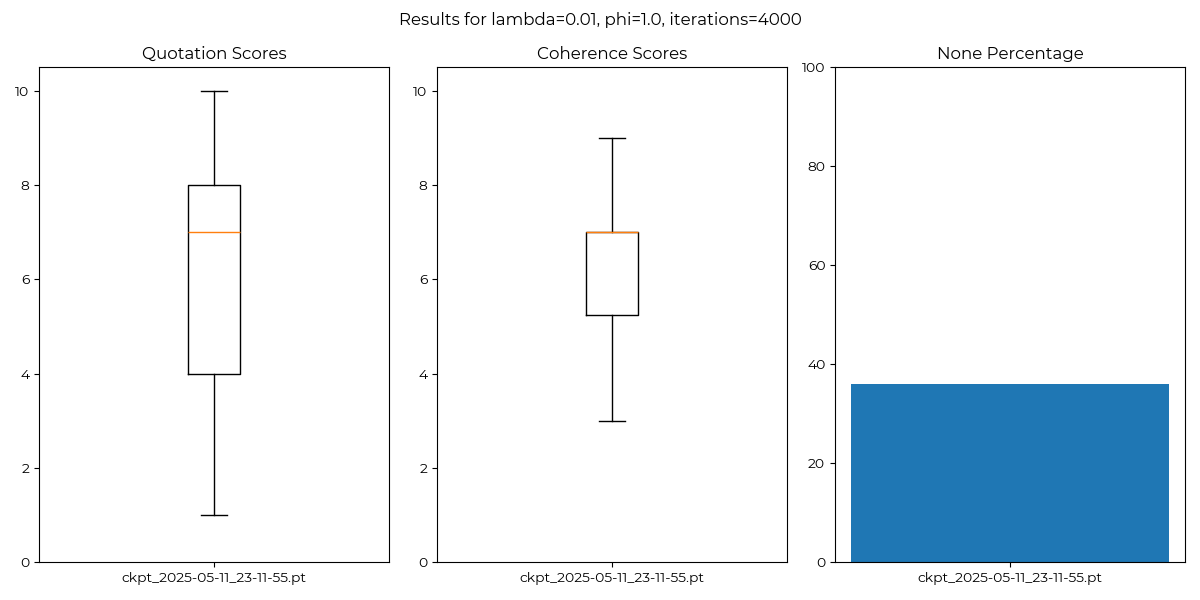 Results for lambda=0.01, phi=1.0, iterations=4000
Quotation Scores
10
8
6
4
2
0
ckpt_2025-05-11_23-11-55.pt
Coherence Scores
10
8
6
4
2
0
ckpt_2025-05-11_23-11-55.pt
None Percentage
100
80
60
40
20
0
ckpt_2025-05-11_23-11-55.pt